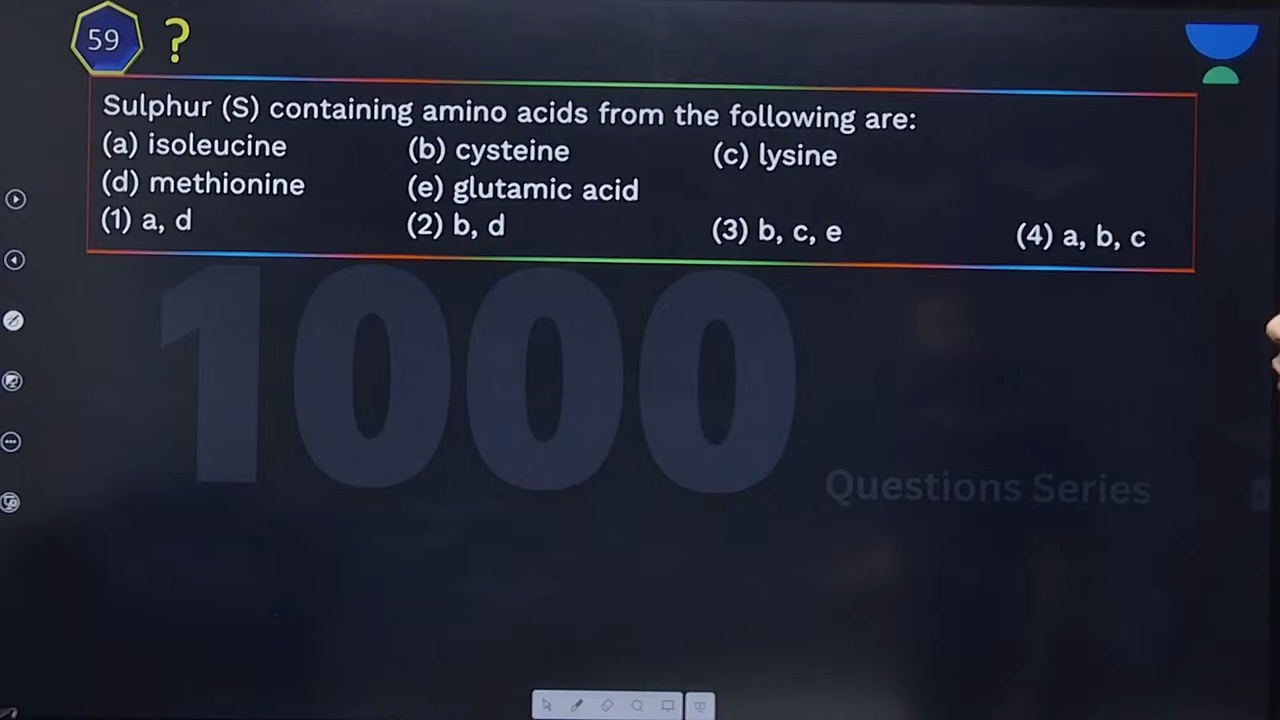 59 ?
Sulphur (S) containing amino acids from the following are:
(a) isoleucine (b) cysteine (c) lysine
(d) methionine (e) glutamic acid
(1) a, d (2) b, d (3) b, c, e (4) a, b, c
1000
Questions Series